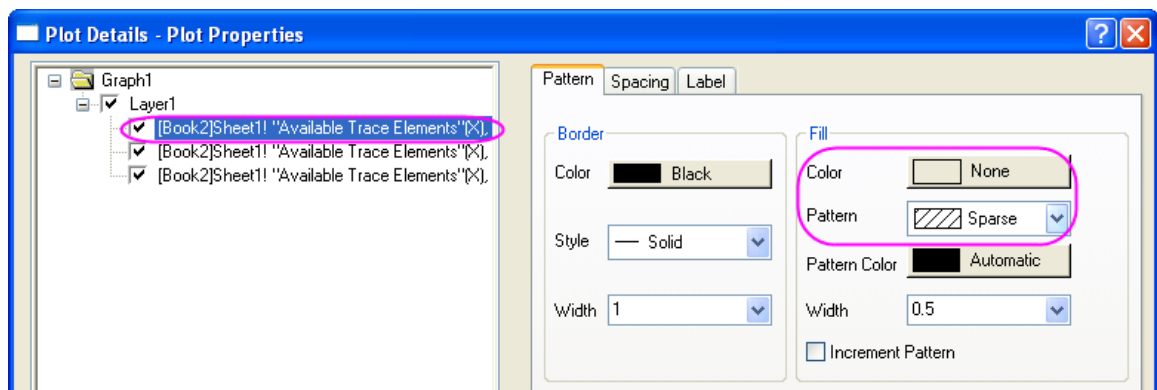 Plot Details - Plot Properties
Graph1
Layer1
[Book2]Sheet1! "Available Trace Elements"(X),
[Book2]Sheet1! "Available Trace Elements"(X),
[Book2]Sheet1! "Available Trace Elements"(X),
Pattern Spacing Label
Border
Color Black
Style Solid
Width 1
Fill
Color None
Pattern Sparse
Pattern Color Automatic
Width 0.5
Increment Pattern